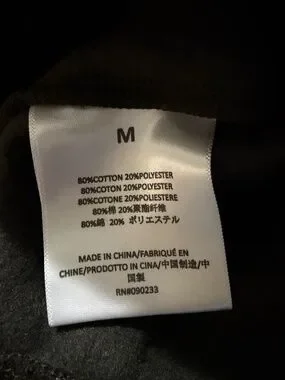 M
80%COTTON 20%POLYESTER
80%COTON 20%POLYESTER
80%COTONE 20%POLIESTERE
80%棉 20%聚酯纤维
80%綿 20% ポリエステル
MADE IN CHINA/FABRIQUÉ EN
CHINE/PRODOTTO IN CINA/中国制造/中
国製
RN#090233